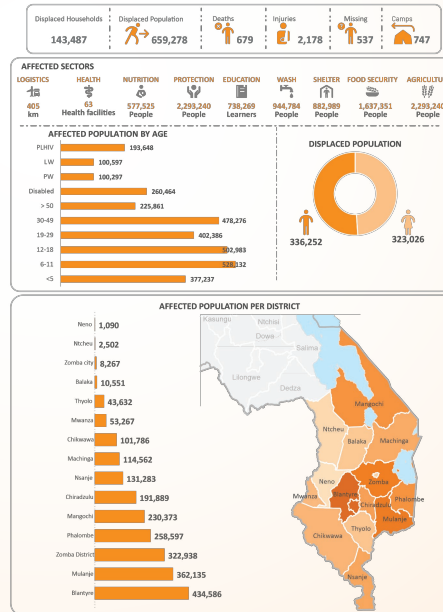 Displaced Households
143,487
Displaced Population
659,278
Deaths
679
Injuries
2,178
Missing
537
Camps
747
AFFECTED SECTORS
LOGISTICS
405
km
HEALTH
63
Health facilities
NUTRITION
577,525
People
PROTECTION
2,293,240
People
EDUCATION
738,269
Learners
WASH
944,784
People
SHELTER
882,989
People
FOOD SECURITY
1,637,351
People
AGRICULTU
2,293,240
People
AFFECTED POPULATION BY AGE
PLHIV 193,648
LW 100,597
PW 100,297
Disabled 260,464
> 50 225,861
30-49 478,276
19-29 402,386
12-18 502,983
6-11 528,132
<5 377,237
DISPLACED POPULATION
336,252
323,026
AFFECTED POPULATION PER DISTRICT
Neno 1,090
Ntcheu 2,502
Zomba city 8,267
Balaka 10,551
Thyolo 43,632
Mwanza 53,267
Chikwawa 101,786
Machinga 114,562
Nsanje 131,283
Chiradzulu 191,889
Mangochi 230,373
Phalombe 258,597
Zomba District 322,938
Mulanje 362,135
Blantyre 434,586
Kasungu
Ntchisi
Dowa
Salima
Lilongwe
Dedza
Mangochi
Ntcheu
Balaka
Machinga
Neno
Zomba
Mwanza
Blantyre
Chiradzulu
Phalombe
Mulanje
Thyolo
Chikwawa
Nsanje